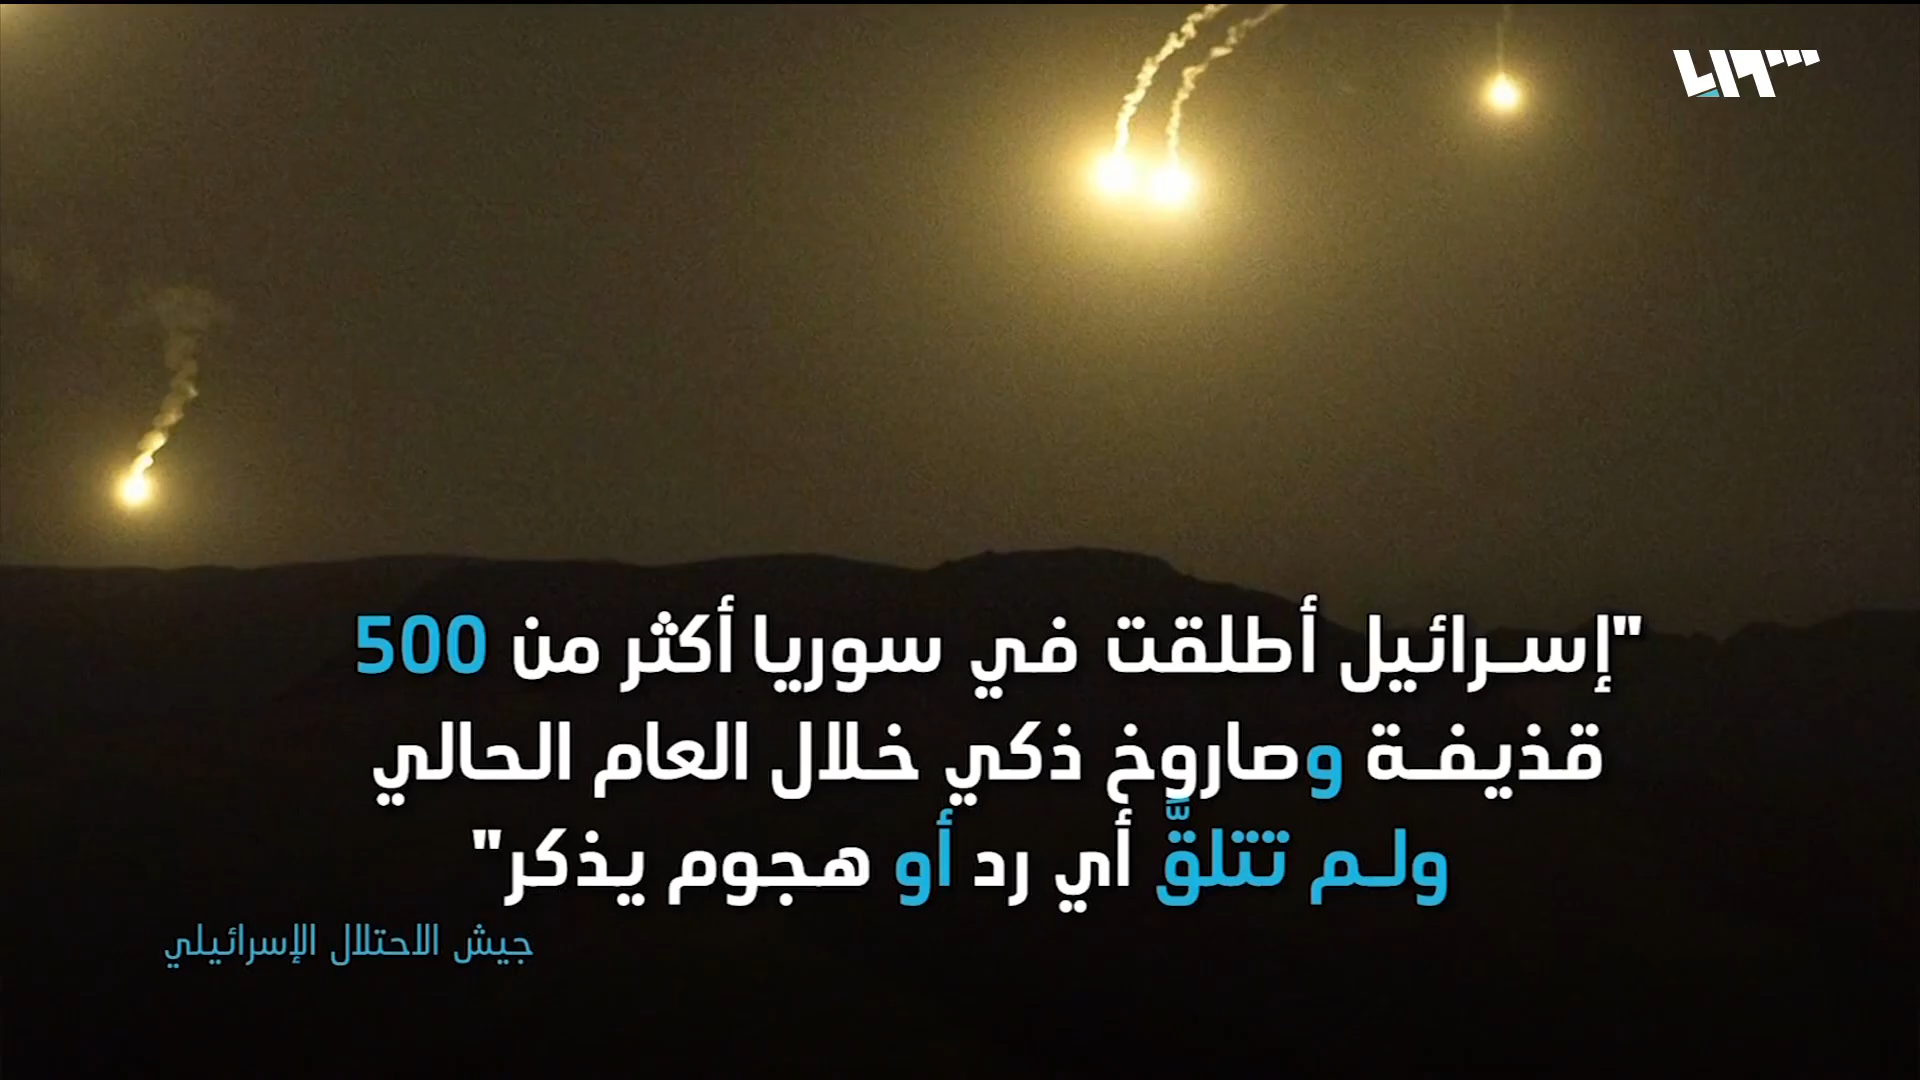 "إسـرائيل أطلقت في سوريا أكثر من 500
قذيفـة وصاروخ ذكي خلال العام الحالي
ولـم تتلقَّ أي رد أو هجوم يذكر"
جيش الاحتلال الإسرائيلي